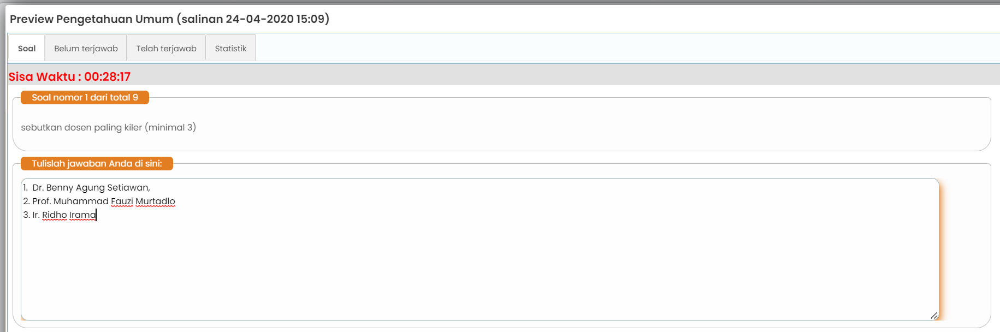 Preview Pengetahuan Umum (salinan 24-04-2020 15:09)
Soal Belum terjawab Telah terjawab Statistik
Sisa Waktu : 00:28:17
Soal nomor 1 dari total 9
sebutkan dosen paling kiler (minimal 3)
Tulislah jawaban Anda di sini:
1. Dr. Benny Agung Setiawan,
2. Prof. Muhammad Fauzi Murtadlo
3. Ir. Ridho Irama